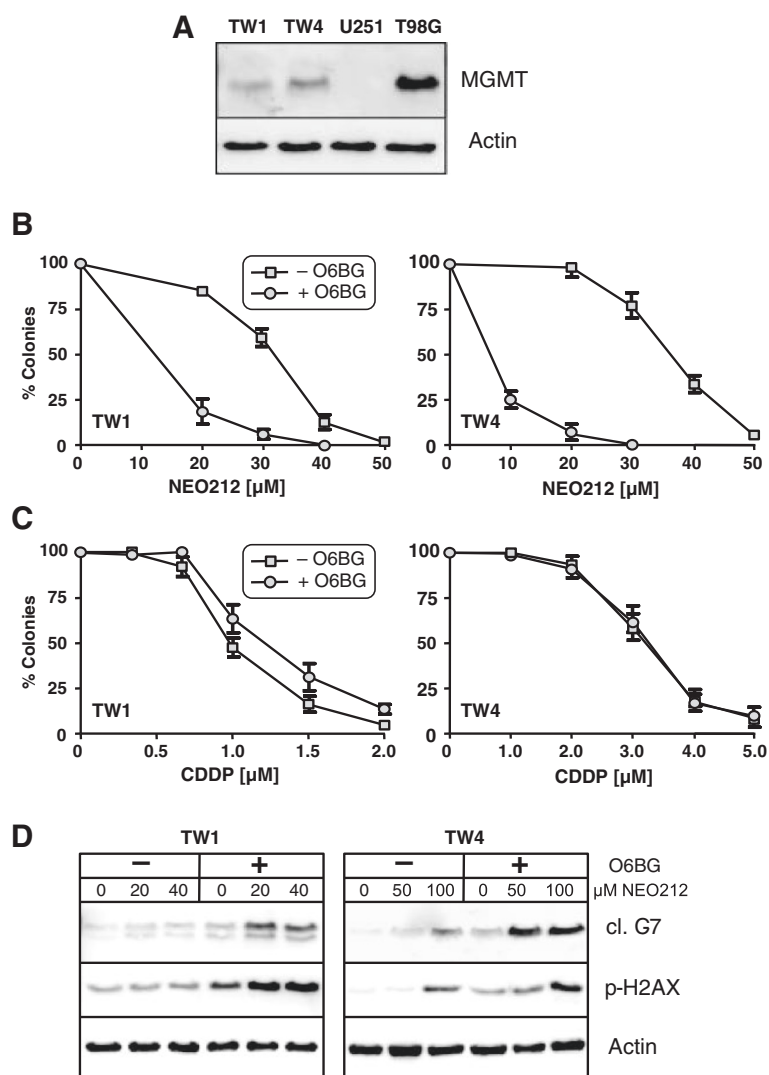 A
TW1 TW4 U251 T98G
MGMT
Actin
B
% Colonies
100
75
50
25
0
− O6BG
+ O6BG
TW1
0 10 20 30 40 50
NEO212 [µM]
100
75
50
25
0
TW4
0 10 20 30 40 50
NEO212 [µM]
C
% Colonies
100
75
50
25
0
− O6BG
+ O6BG
TW1
0 0.5 1.0 1.5 2.0
CDDP [µM]
100
75
50
25
0
TW4
0 1.0 2.0 3.0 4.0 5.0
CDDP [µM]
D
TW1 TW4
− + − + O6BG
0 20 40 0 20 40 0 50 100 0 50 100 µM NEO212
cl. G7
p-H2AX
Actin